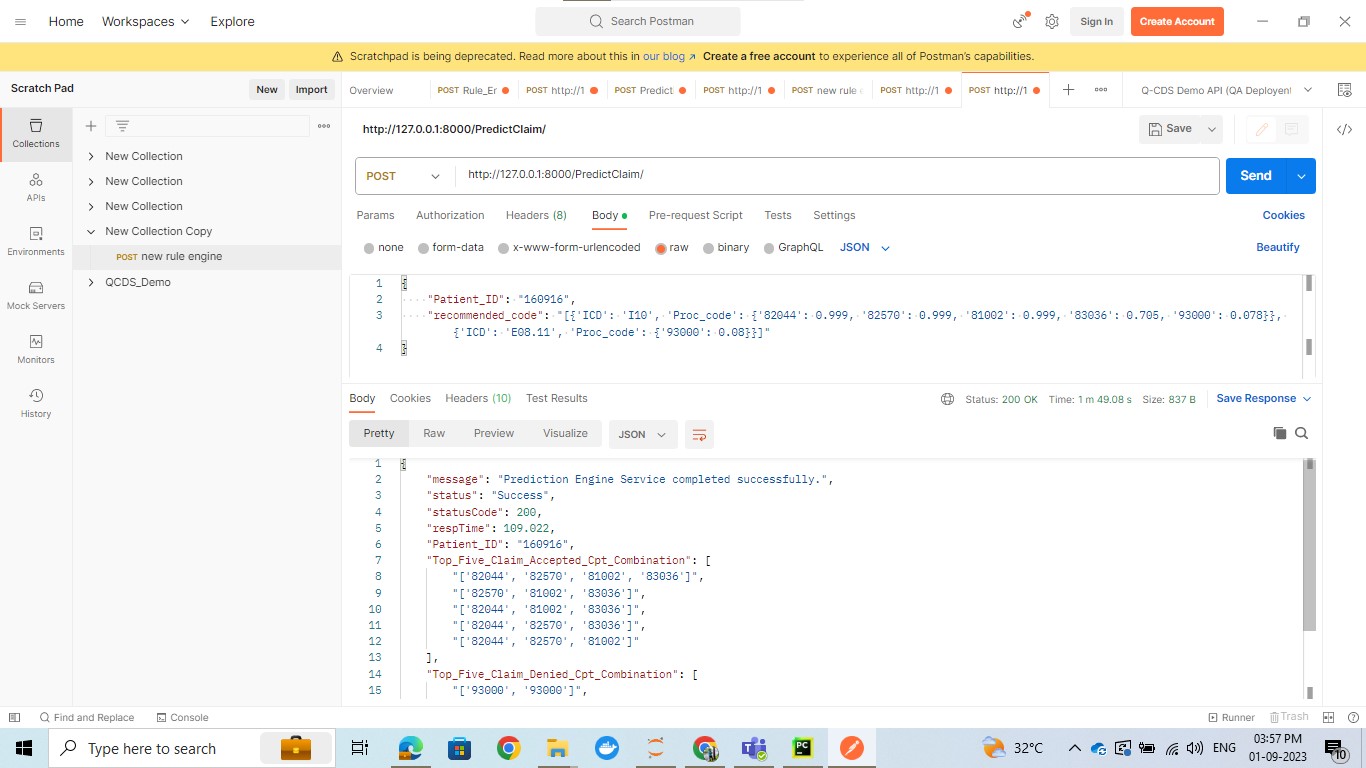 Home Workspaces Explore Search Postman Sign In Create Account
Scratchpad is being deprecated. Read more about this in our blog ↗ Create a free account to experience all of Postman's capabilities.
Scratch Pad New Import
Overview POST Rule_Er POST http://1 POST Predict POST http://1 POST new rule POST http://1 POST http://1 Q-CDS Demo API (QA Deployent
Collections
APIs
Environments
Mock Servers
Monitors
History
New Collection
New Collection
New Collection
New Collection Copy
POST new rule engine
QCDS_Demo
http://127.0.0.1:8000/PredictClaim/ Save
POST http://127.0.0.1:8000/PredictClaim/ Send
Params Authorization Headers (8) Body Pre-request Script Tests Settings Cookies
none form-data x-www-form-urlencoded raw binary GraphQL JSON Beautify
1 {
2 "Patient_ID": "160916",
3 "recommended_code": "[{'ICD': 'I10', 'Proc_code': {'82044': 0.999, '82570': 0.999, '81002': 0.999, '83036': 0.705, '93000': 0.078}},
{'ICD': 'E08.11', 'Proc_code': {'93000': 0.08}}]"
4 }
Body Cookies Headers (10) Test Results Status: 200 OK Time: 1 m 49.08 s Size: 837 B Save Response
Pretty Raw Preview Visualize JSON
1 {
2 "message": "Prediction Engine Service completed successfully.",
3 "status": "Success",
4 "statusCode": 200,
5 "respTime": 109.022,
6 "Patient_ID": "160916",
7 "Top_Five_Claim_Accepted_Cpt_Combination": [
8 "['82044', '82570', '81002', '83036']",
9 "['82570', '81002', '83036']",
10 "['82044', '81002', '83036']",
11 "['82044', '82570', '83036']",
12 "['82044', '82570', '81002']"
13 ],
14 "Top_Five_Claim_Denied_Cpt_Combination": [
15 "['93000', '93000']",
Find and Replace Console Runner Trash
Type here to search 32°C ENG 03:57 PM
01-09-2023 10